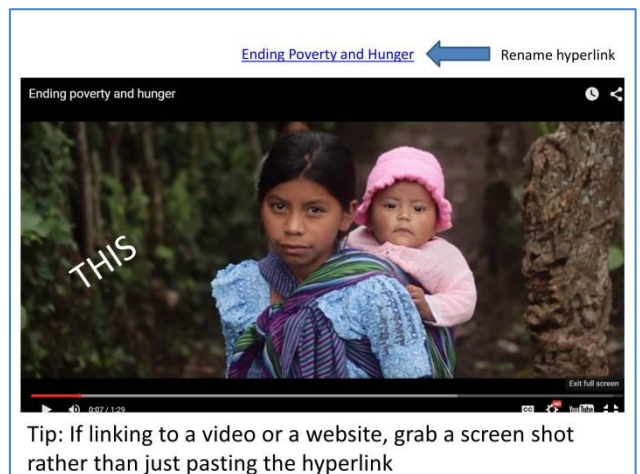 Ending Poverty and Hunger
Rename hyperlink
Ending poverty and hunger
THIS
Exit full screen
0:07 / 1:29
CC
HD
YouTube
Tip: If linking to a video or a website, grab a screen shot
rather than just pasting the hyperlink